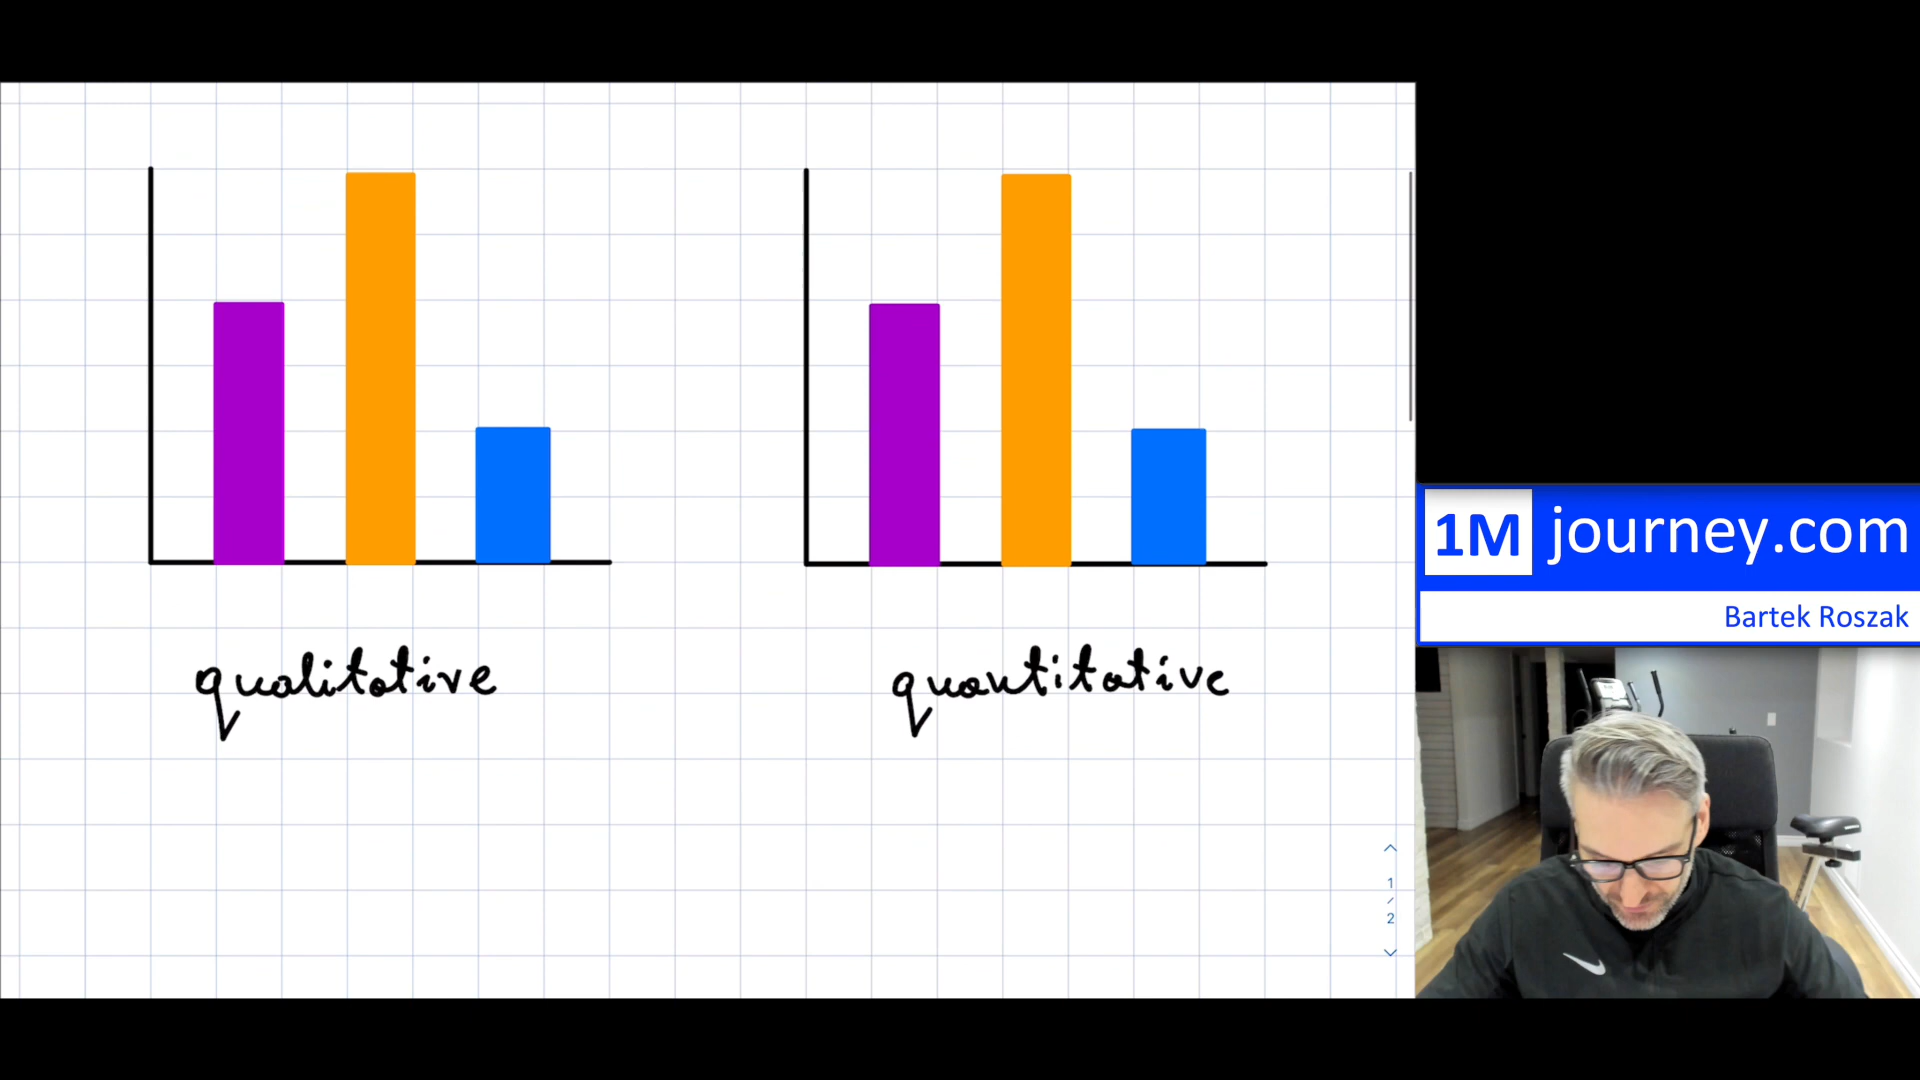 qualitative
quantitative
1M journey.com
Bartek Roszak
1
/
2